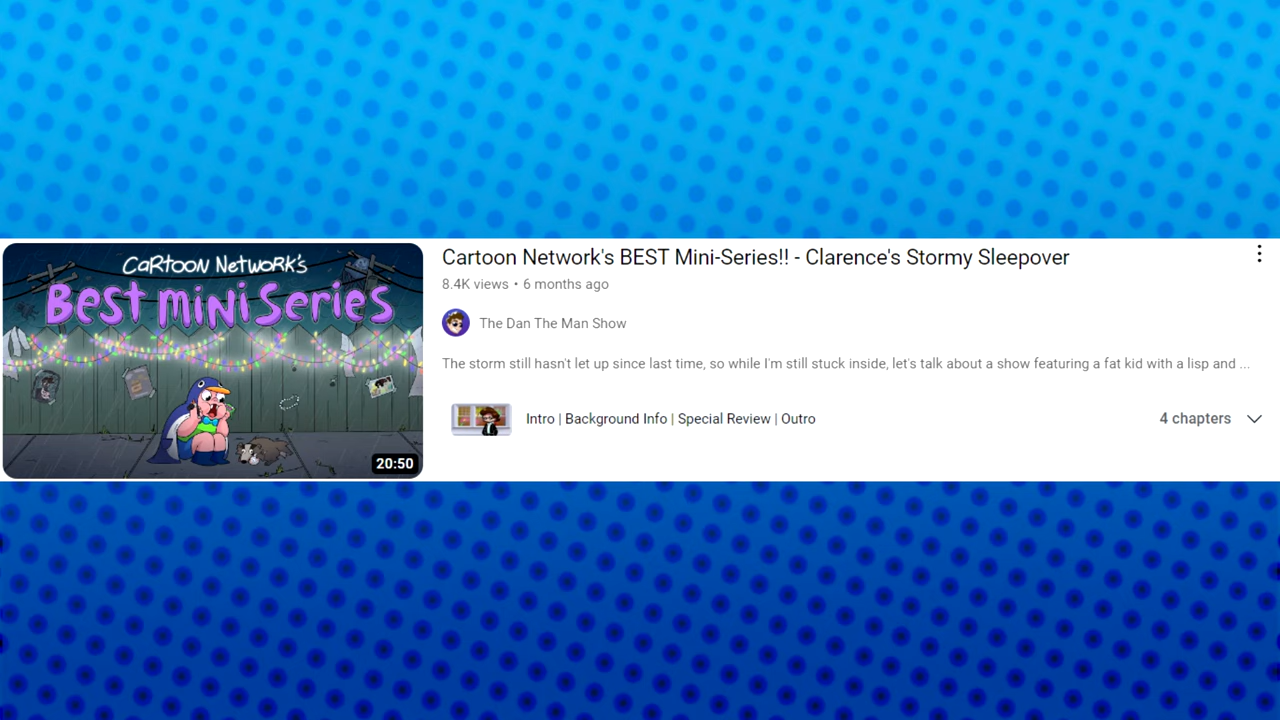 CARTOON NETWORK'S
Best miNi SeRies
20:50
Cartoon Network's BEST Mini-Series!! - Clarence's Stormy Sleepover
8.4K views • 6 months ago
The Dan The Man Show
The storm still hasn't let up since last time, so while I'm still stuck inside, let's talk about a show featuring a fat kid with a lisp and ...
Intro | Background Info | Special Review | Outro
4 chapters